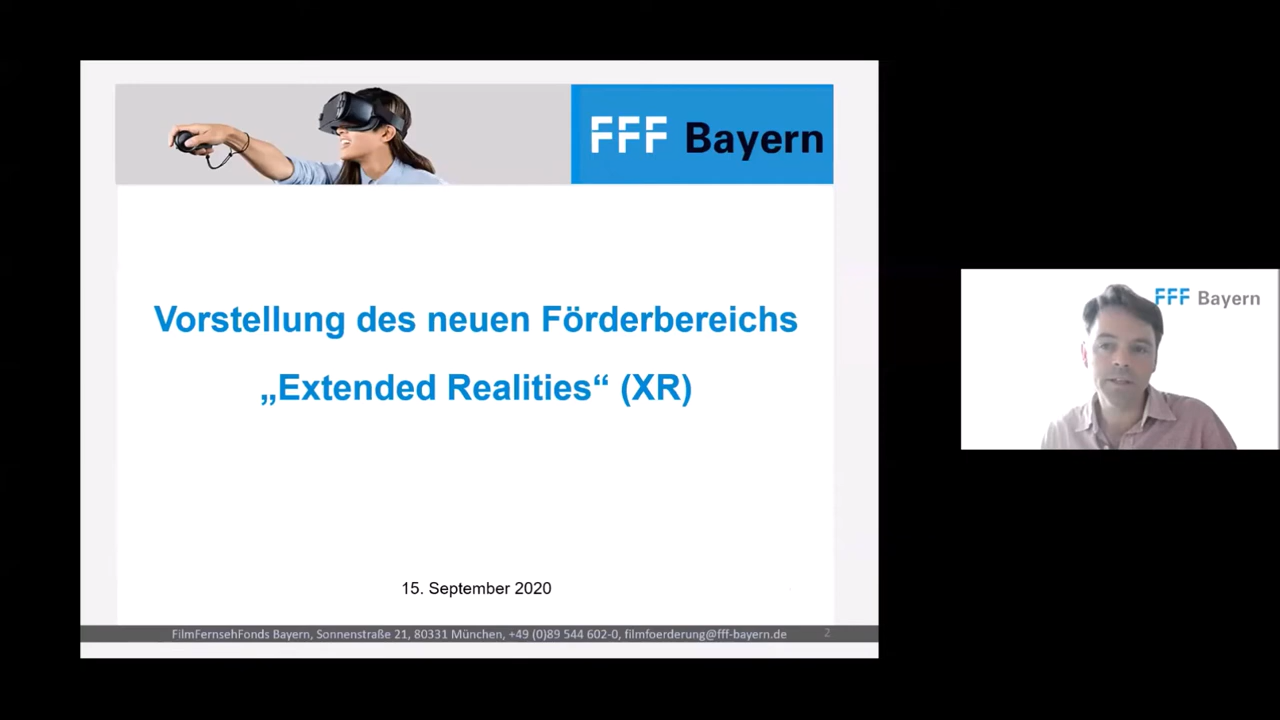 FFF Bayern
Vorstellung des neuen Förderbereichs
„Extended Realities“ (XR)
15. September 2020
FilmFernsehFonds Bayern, Sonnenstraße 21, 80331 München, +49 (0)89 544 602-0, filmfoerderung@fff-bayern.de 2
FFF Bayern